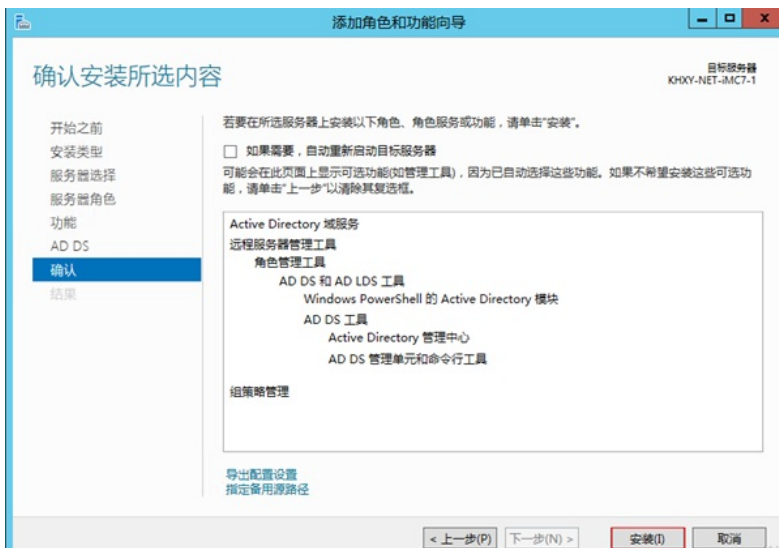 添加角色和功能向导
确认安装所选内容
目标服务器
KHXY-NET-iMC7-1
开始之前
安装类型
服务器选择
服务器角色
功能
AD DS
确认
结果
若要在所选服务器上安装以下角色、角色服务或功能，请单击"安装"。
如果需要，自动重新启动目标服务器
可能会在此页面上显示可选功能(如管理工具)，因为已自动选择这些功能。如果不希望安装这些可选功
能，请单击"上一步"以清除其复选框。
Active Directory 域服务
远程服务器管理工具
角色管理工具
AD DS 和 AD LDS 工具
Windows PowerShell 的 Active Directory 模块
AD DS 工具
Active Directory 管理中心
AD DS 管理单元和命令行工具
组策略管理
导出配置设置
指定备用源路径
< 上一步(P)
下一步(N) >
安装(I)
取消